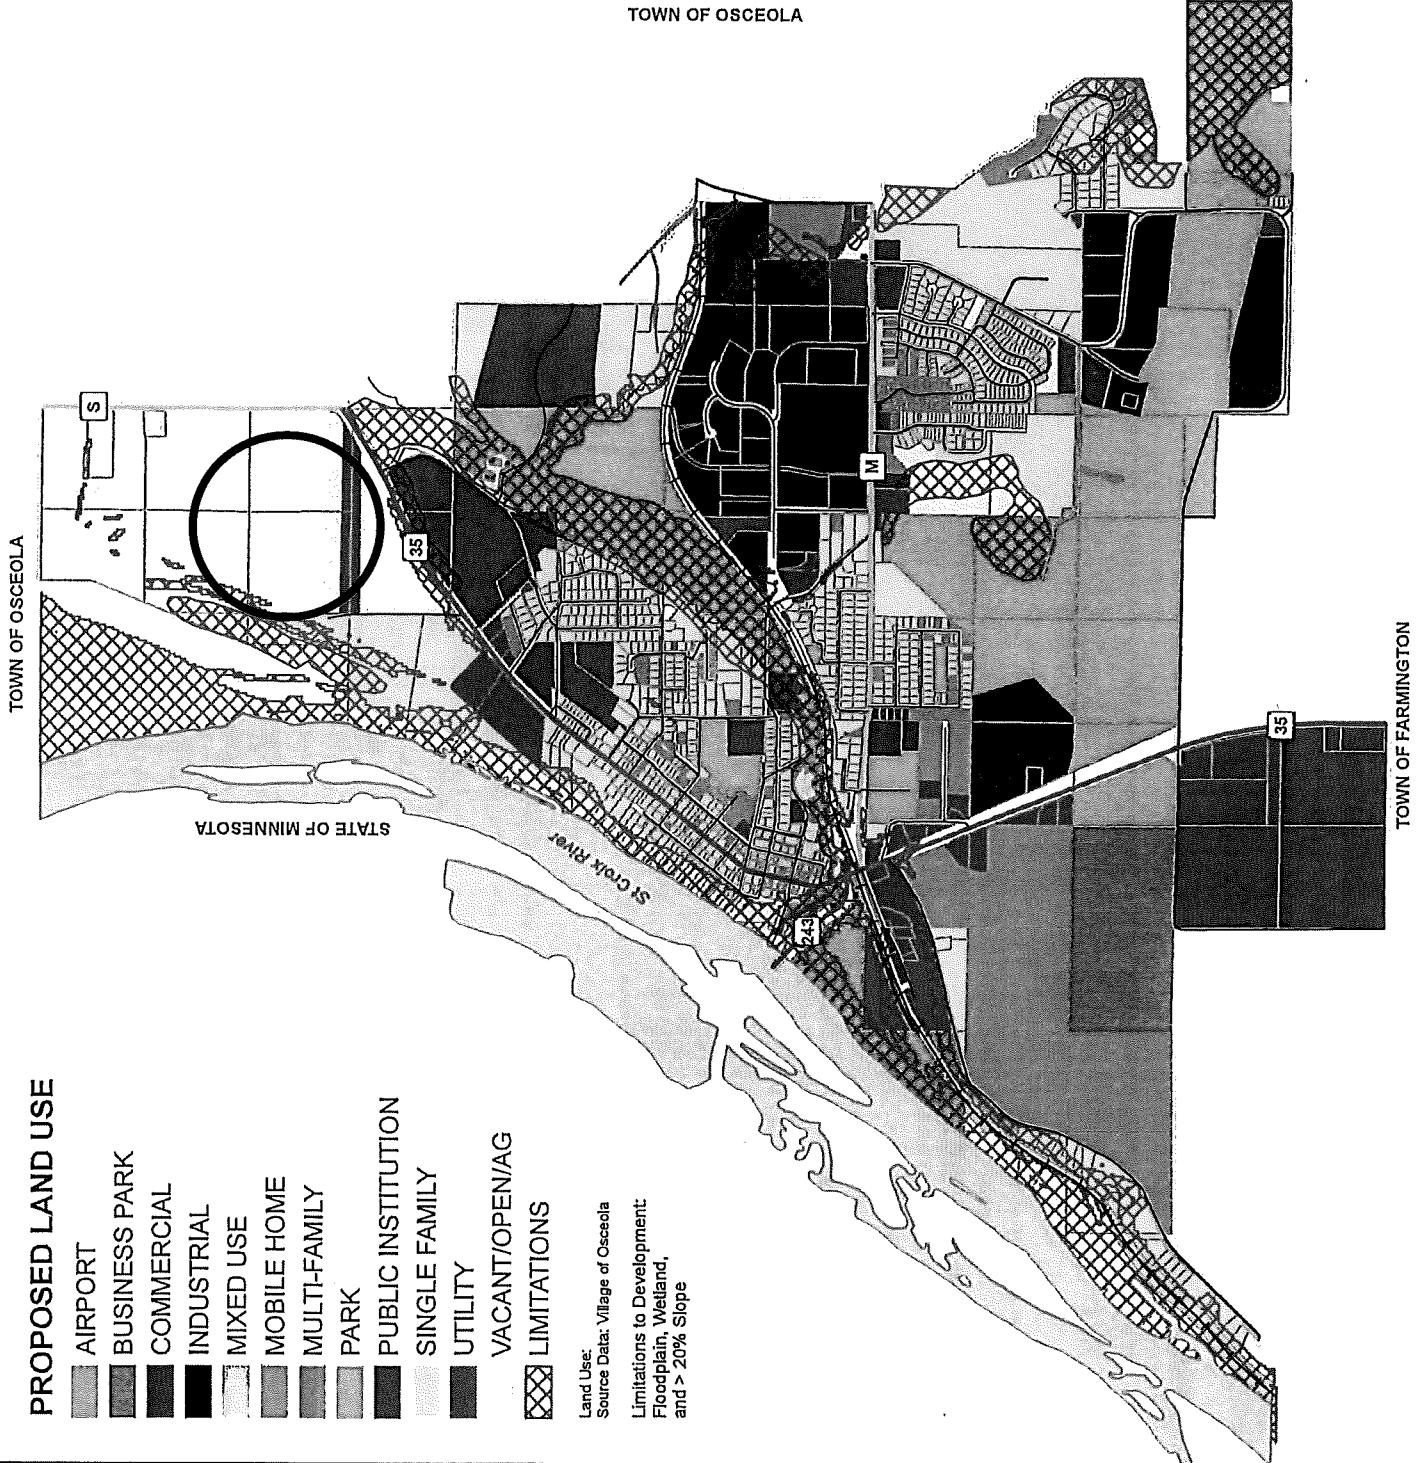 TOWN OF OSCEOLA
TOWN OF OSCEOLA
S
35
M
STATE OF MINNESOTA
St Croix River
243
35
TOWN OF FARMINGTON
PROPOSED LAND USE
AIRPORT
BUSINESS PARK
COMMERCIAL
INDUSTRIAL
MIXED USE
MOBILE HOME
MULTI-FAMILY
PARK
PUBLIC INSTITUTION
SINGLE FAMILY
UTILITY
VACANT/OPEN/AG
LIMITATIONS
Land Use:
Source Data: Village of Osceola
Limitations to Development:
Floodplain, Wetland,
and > 20% Slope